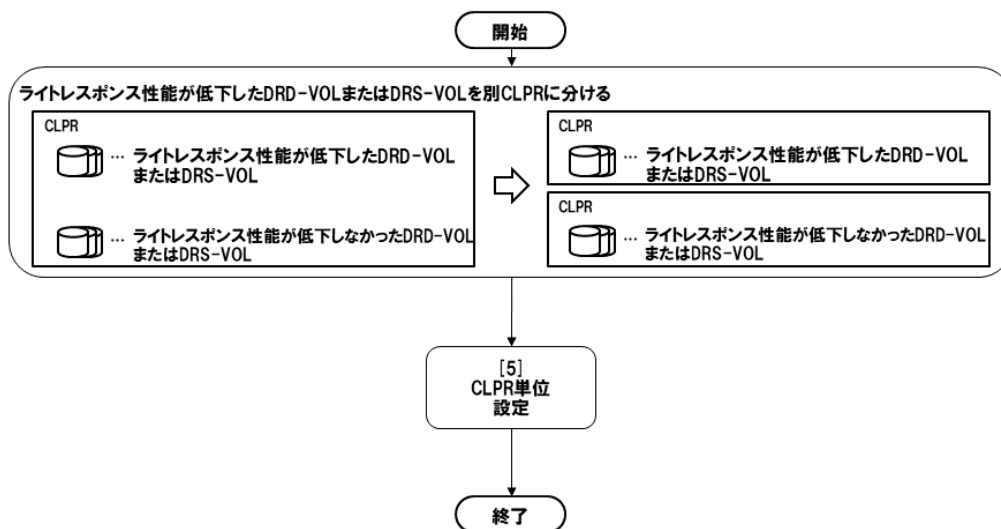 開始
ライトレスポンス性能が低下したDRD-VOLまたはDRS-VOLを別CLPRに分ける
CLPR
… ライトレスポンス性能が低下したDRD-VOL
またはDRS-VOL
… ライトレスポンス性能が低下しなかったDRD-VOL
またはDRS-VOL
CLPR
… ライトレスポンス性能が低下したDRD-VOL
またはDRS-VOL
CLPR
… ライトレスポンス性能が低下しなかったDRD-VOL
またはDRS-VOL
[5]
CLPR単位
設定
終了